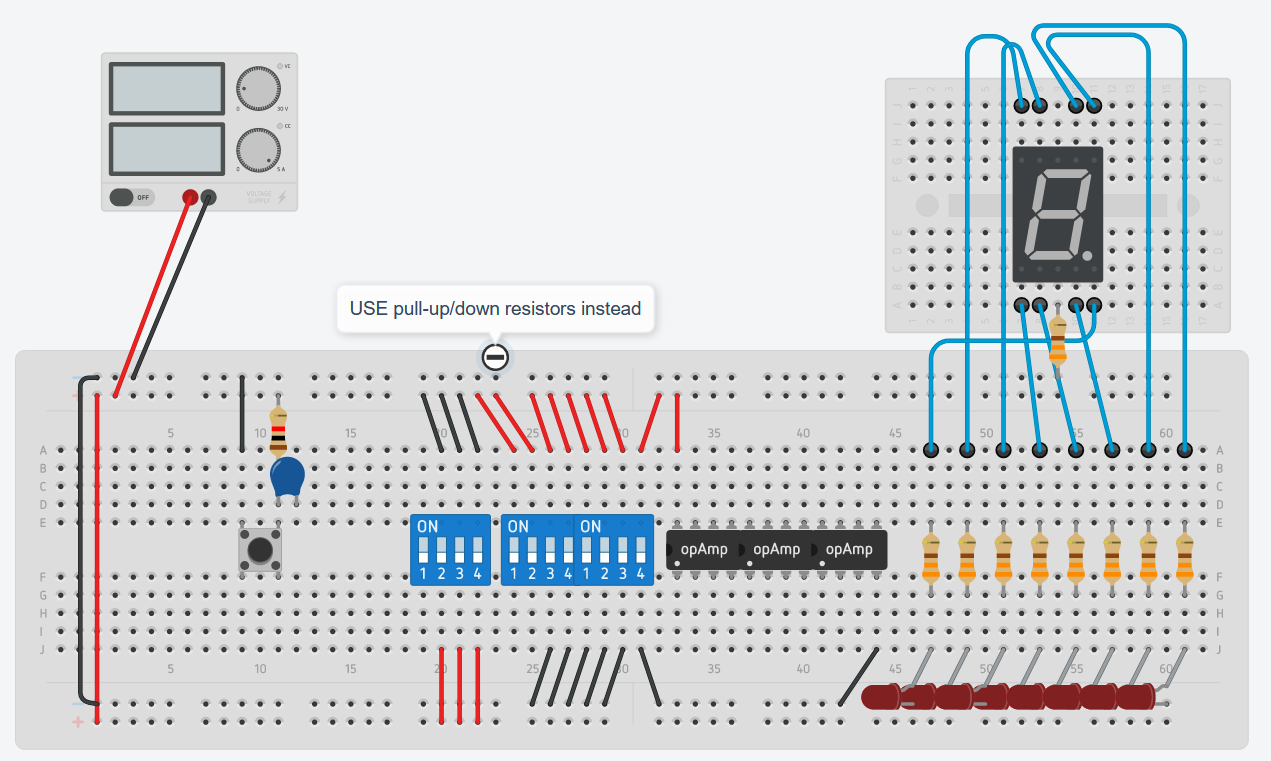 VC
0 30 V
CC
0 5 A
OFF
VOLTAGE
SUPPLY
USE pull-up/down resistors instead
5 10 15 20 25 30 35 40 45 50 55 60
A A
B B
C C
D D
E E
ON ON ON
1 2 3 4 1 2 3 4 1 2 3 4
opAmp opAmp opAmp
F F
G G
H H
I I
J J
5 10 15 20 25 30 35 40 45 50 55 60